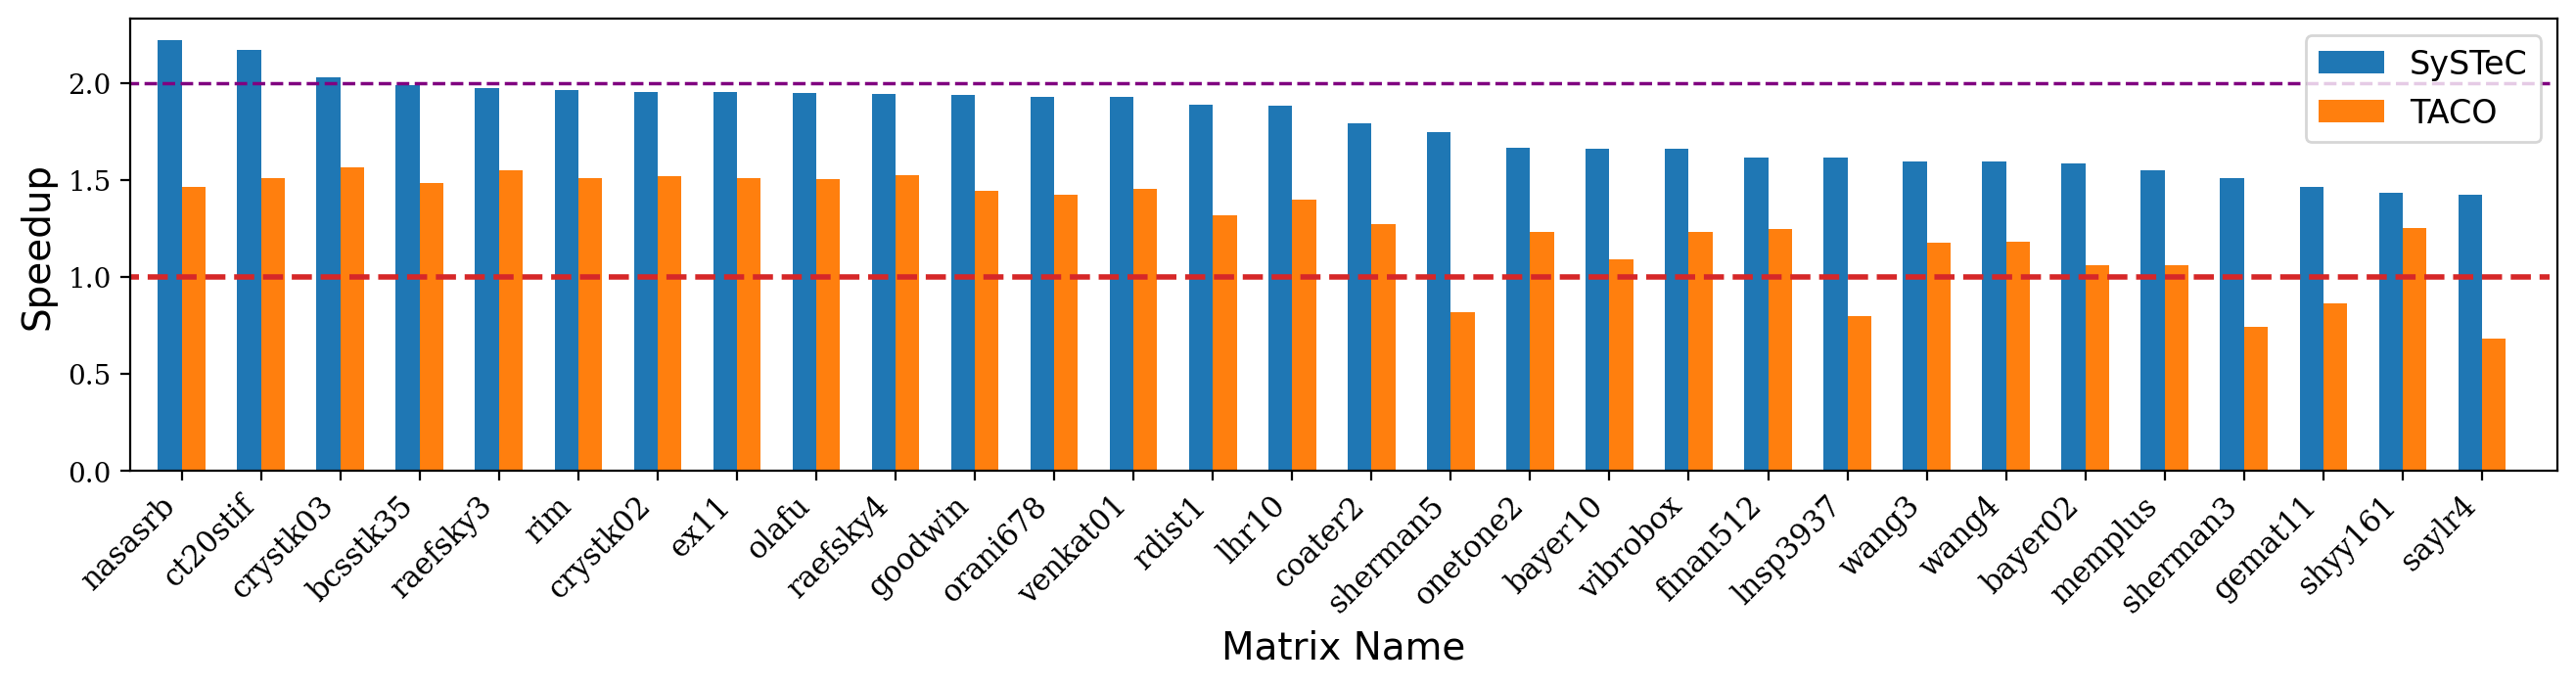 SySTeC
TACO
Speedup
2.0
1.5
1.0
0.5
0.0
nasasrb
ct20stif
crystk03
bcsstk35
raefsky3
rim
crystk02
ex11
olafu
raefsky4
goodwin
orani678
venkat01
rdist1
lhr10
coater2
sherman5
onetone2
bayer10
vibrobox
finan512
lnsp3937
wang3
wang4
bayer02
memplus
sherman3
gemat11
shyy161
saylr4
Matrix Name